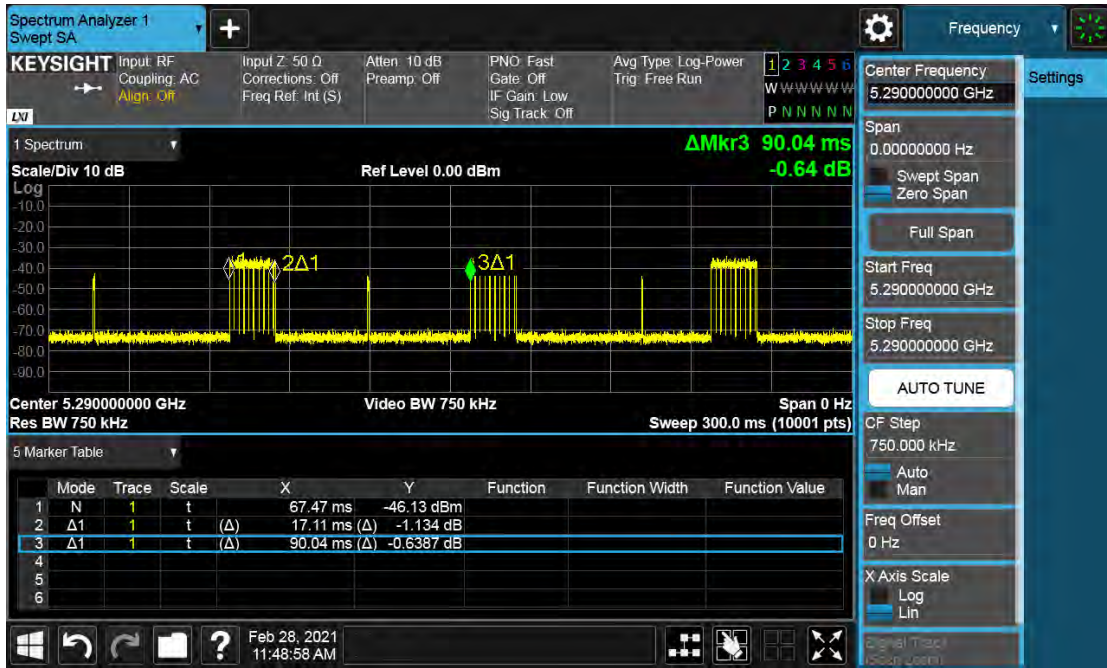 Spectrum Analyzer 1
Swept SA
+
Frequency
KEYSIGHT
LXI
Input: RF
Coupling: AC
Align: Off
Input Z: 50 Ω
Corrections: Off
Freq Ref: Int (S)
Atten: 10 dB
Preamp: Off
PNO: Fast
Gate: Off
IF Gain: Low
Sig Track: Off
Avg Type: Log-Power
Trig: Free Run
1 2 3 4 5 6
W W W W W W
P N N N N N
1 Spectrum
ΔMkr3 90.04 ms
-0.64 dB
Scale/Div 10 dB
Ref Level 0.00 dBm
Log
-10.0
-20.0
-30.0
-40.0
-50.0
-60.0
-70.0
-80.0
-90.0
1
2Δ1
3Δ1
Center 5.290000000 GHz
Video BW 750 kHz
Span 0 Hz
Res BW 750 kHz
Sweep 300.0 ms (10001 pts)
5 Marker Table
Mode Trace Scale X Y Function Function Width Function Value
1 N 1 t 67.47 ms -46.13 dBm
2 Δ1 1 t (Δ) 17.11 ms (Δ) -1.134 dB
3 Δ1 1 t (Δ) 90.04 ms (Δ) -0.6387 dB
4
5
6
Center Frequency
5.290000000 GHz
Settings
Span
0.00000000 Hz
Swept Span
Zero Span
Full Span
Start Freq
5.290000000 GHz
Stop Freq
5.290000000 GHz
AUTO TUNE
CF Step
750.000 kHz
Auto
Man
Freq Offset
0 Hz
X Axis Scale
Log
Lin
Signal Track
(Span Zoom)
?
Feb 28, 2021
11:48:58 AM